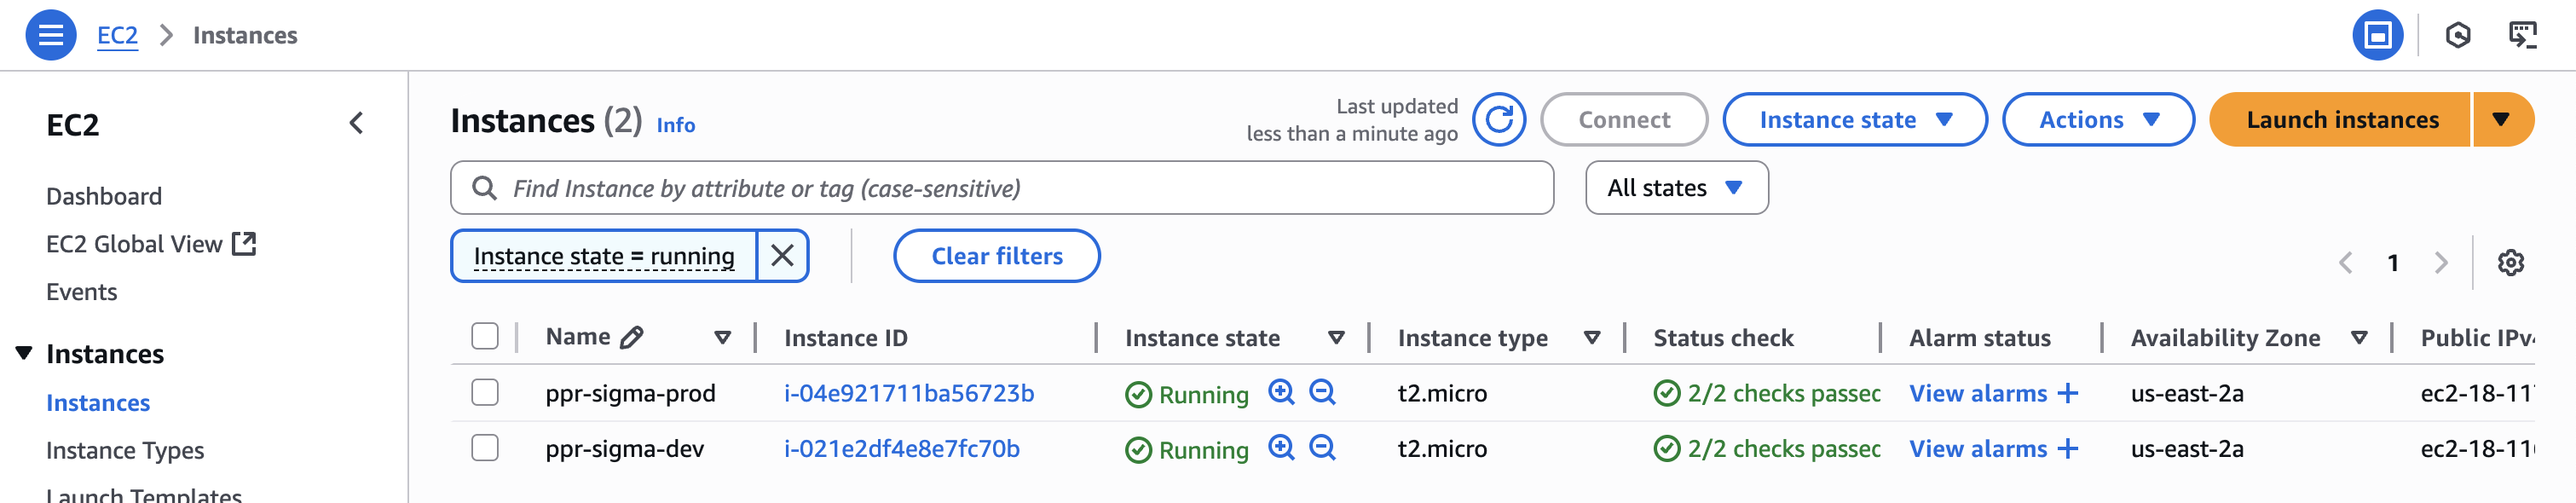 EC2 > Instances
EC2
Dashboard
EC2 Global View
Events
Instances
Instances
Instance Types
Launch Templates
Instances (2) Info
Last updated
less than a minute ago
Connect
Instance state
Actions
Launch instances
Find Instance by attribute or tag (case-sensitive)
All states
Instance state = running
Clear filters
1
Name Instance ID Instance state Instance type Status check Alarm status Availability Zone Public IPv4
ppr-sigma-prod i-04e921711ba56723b Running t2.micro 2/2 checks passec View alarms + us-east-2a ec2-18-11
ppr-sigma-dev i-021e2df4e8e7fc70b Running t2.micro 2/2 checks passec View alarms + us-east-2a ec2-18-11